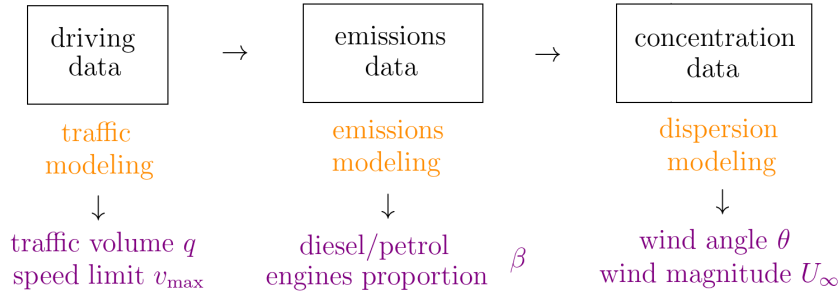 driving
data
→
emissions
data
→
concentration
data
traffic
modeling
emissions
modeling
dispersion
modeling
↓
↓
↓
traffic volume q
speed limit v_max
diesel/petrol
engines proportion β
wind angle θ
wind magnitude U_∞